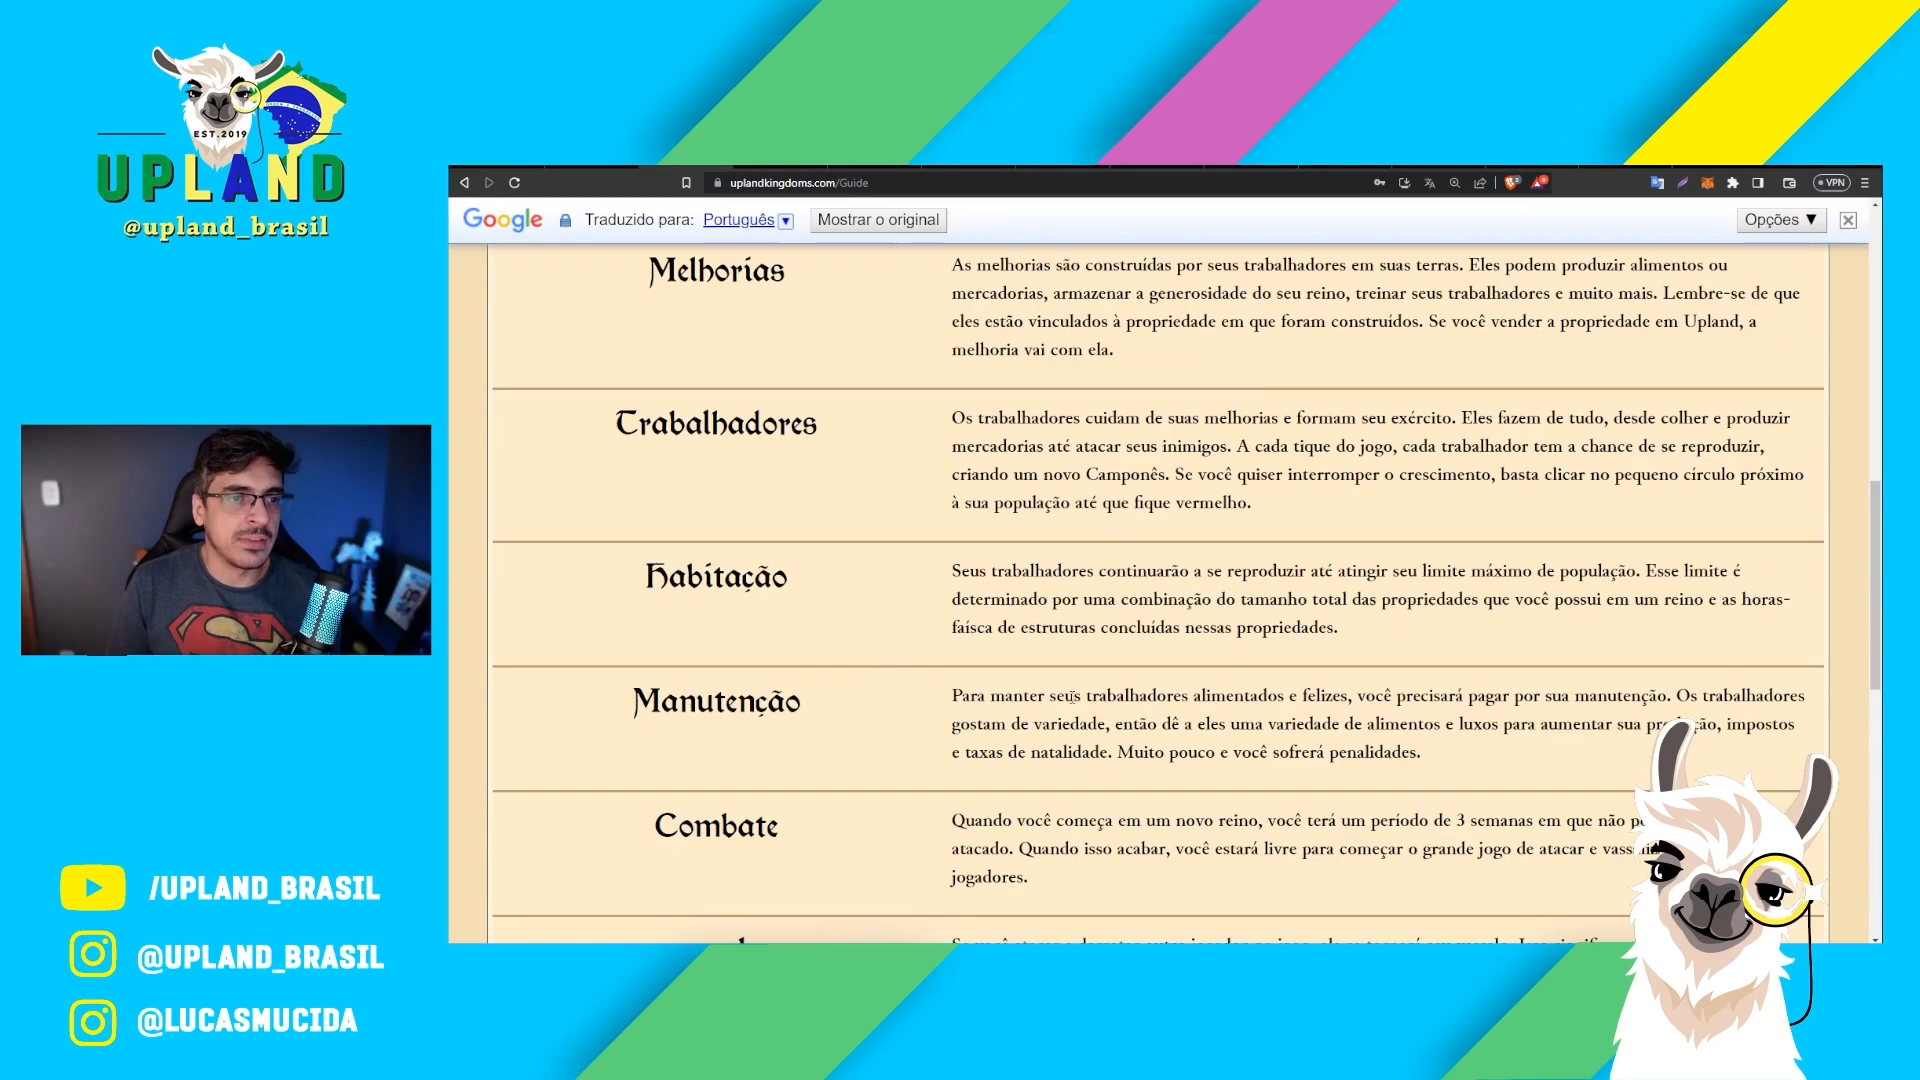 EST.2019
UPLAND
@upland_brasil
uplandkingdoms.com/Guide
VPN
Google
Traduzido para: Português
Mostrar o original
Opções ▼
Melhorias
As melhorias são construídas por seus trabalhadores em suas terras. Eles podem produzir alimentos ou
mercadorias, armazenar a generosidade do seu reino, treinar seus trabalhadores e muito mais. Lembre-se de que
eles estão vinculados à propriedade em que foram construídos. Se você vender a propriedade em Upland, a
melhoria vai com ela.
Trabalhadores
Os trabalhadores cuidam de suas melhorias e formam seu exército. Eles fazem de tudo, desde colher e produzir
mercadorias até atacar seus inimigos. A cada tique do jogo, cada trabalhador tem a chance de se reproduzir,
criando um novo Camponês. Se você quiser interromper o crescimento, basta clicar no pequeno círculo próximo
à sua população até que fique vermelho.
Habitação
Seus trabalhadores continuarão a se reproduzir até atingir seu limite máximo de população. Esse limite é
determinado por uma combinação do tamanho total das propriedades que você possui em um reino e as horas-
faísca de estruturas concluídas nessas propriedades.
Manutenção
Para manter seus trabalhadores alimentados e felizes, você precisará pagar por sua manutenção. Os trabalhadores
gostam de variedade, então dê a eles uma variedade de alimentos e luxos para aumentar sua produção, impostos
e taxas de natalidade. Muito pouco e você sofrerá penalidades.
Combate
Quando você começa em um novo reino, você terá um período de 3 semanas em que não
atacado. Quando isso acabar, você estará livre para começar o grande jogo de atacar e
jogadores.
/UPLAND_BRASIL
@UPLAND_BRASIL
@LUCASMUCIDA